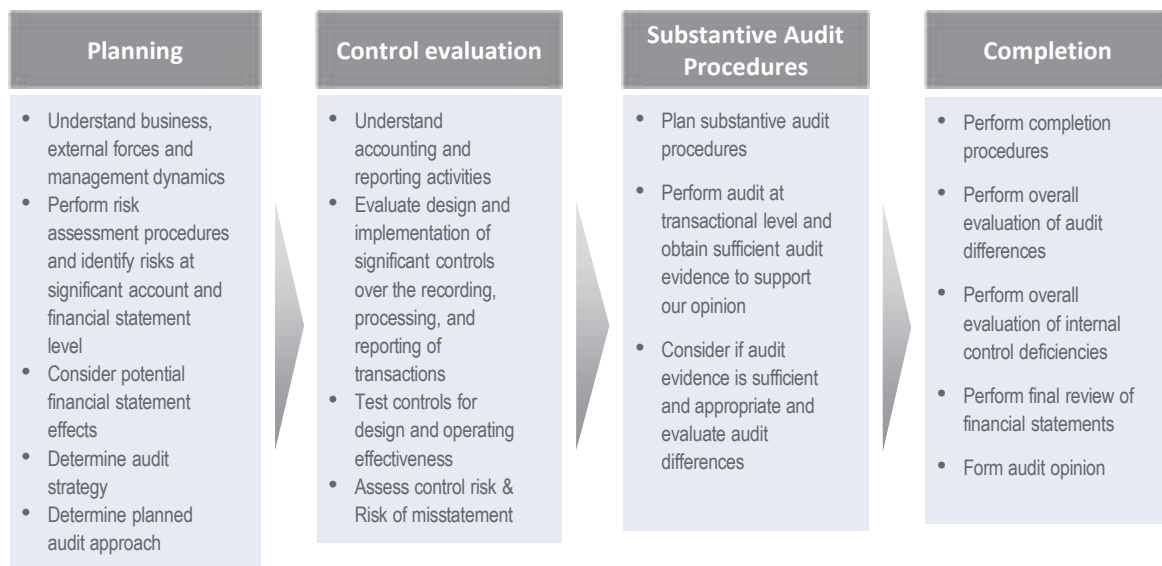 Planning
• Understand business,
external forces and
management dynamics
• Perform risk
assessment procedures
and identify risks at
significant account and
financial statement
level
• Consider potential
financial statement
effects
• Determine audit
strategy
• Determine planned
audit approach
Control evaluation
• Understand
accounting and
reporting activities
• Evaluate design and
implementation of
significant controls
over the recording,
processing, and
reporting of
transactions
• Test controls for
design and operating
effectiveness
• Assess control risk &
Risk of misstatement
Substantive Audit
Procedures
• Plan substantive audit
procedures
• Perform audit at
transactional level and
obtain sufficient audit
evidence to support
our opinion
• Consider if audit
evidence is sufficient
and appropriate and
evaluate audit
differences
Completion
• Perform completion
procedures
• Perform overall
evaluation of audit
differences
• Perform overall
evaluation of internal
control deficiencies
• Perform final review of
financial statements
• Form audit opinion